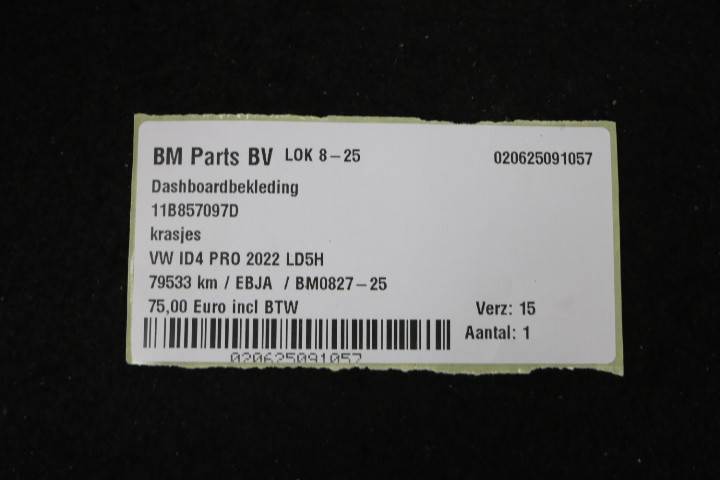 BM Parts BV LOK 8-25 020625091057
Dashboardbekleding
11B857097D
krasjes
VW ID4 PRO 2022 LD5H
79533 km / EBJA / BM0827-25
75,00 Euro incl BTW Verz: 15
Aantal: 1
020625091057